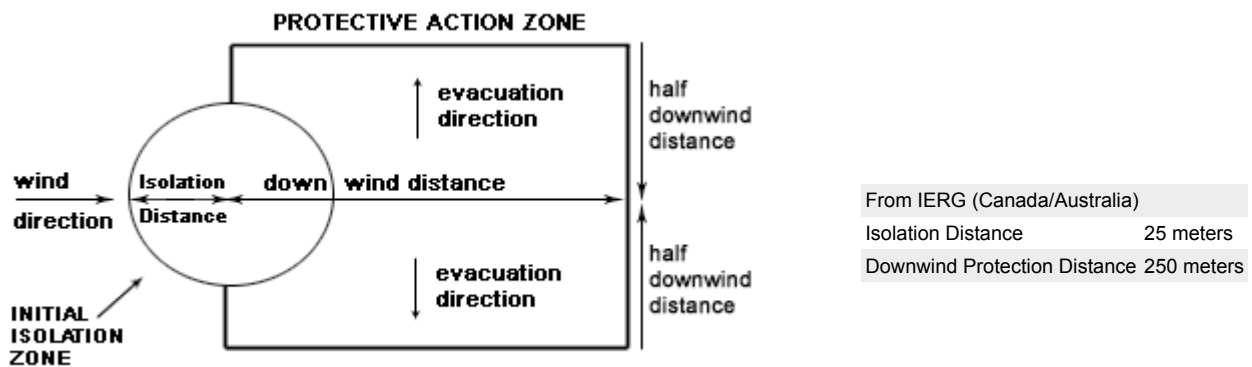 PROTECTIVE ACTION ZONE
evacuation
direction
half
downwind
distance
wind
direction
Isolation
Distance
down wind distance
evacuation
direction
half
downwind
distance
INITIAL
ISOLATION
ZONE
From IERG (Canada/Australia)
Isolation Distance 25 meters
Downwind Protection Distance 250 meters